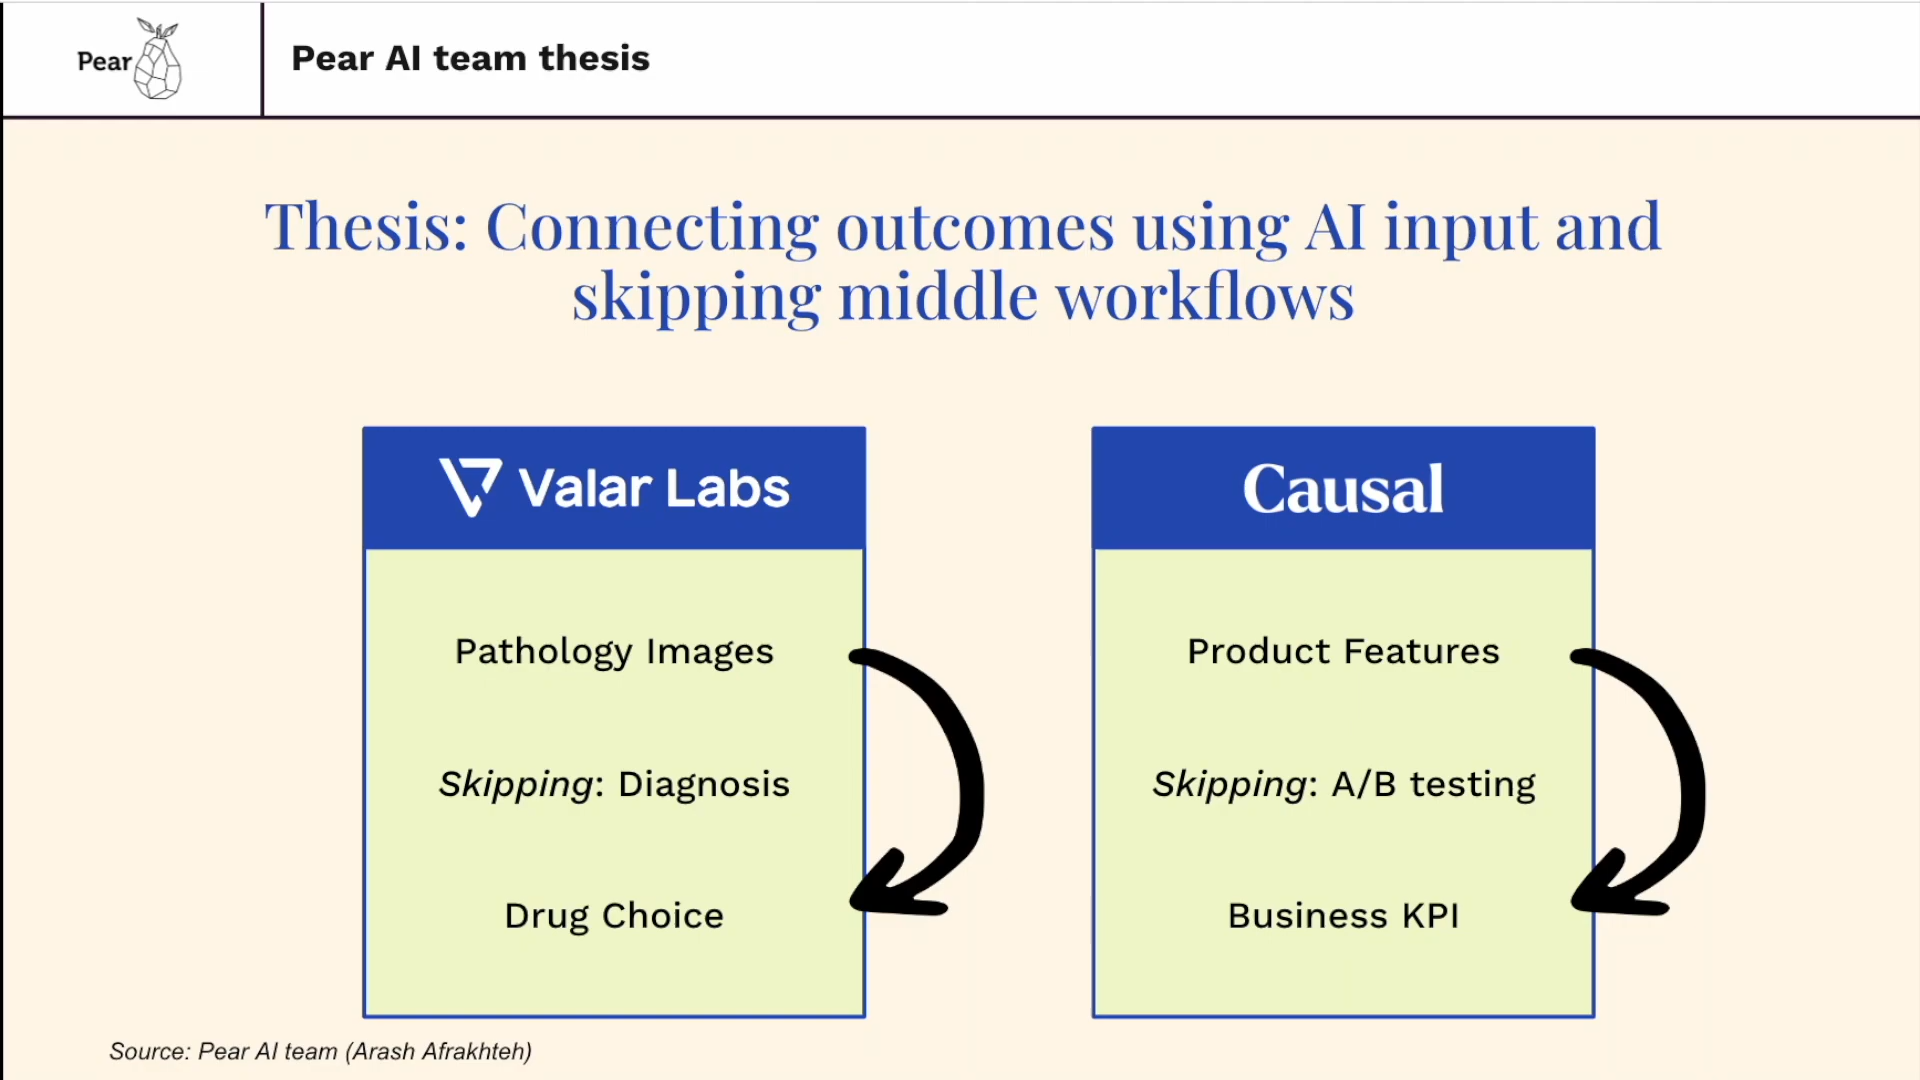 Pear
Pear AI team thesis
Thesis: Connecting outcomes using AI input and
skipping middle workflows
Valar Labs
Pathology Images
Skipping: Diagnosis
Drug Choice
Causal
Product Features
Skipping: A/B testing
Business KPI
Source: Pear AI team (Arash Afrakhteh)